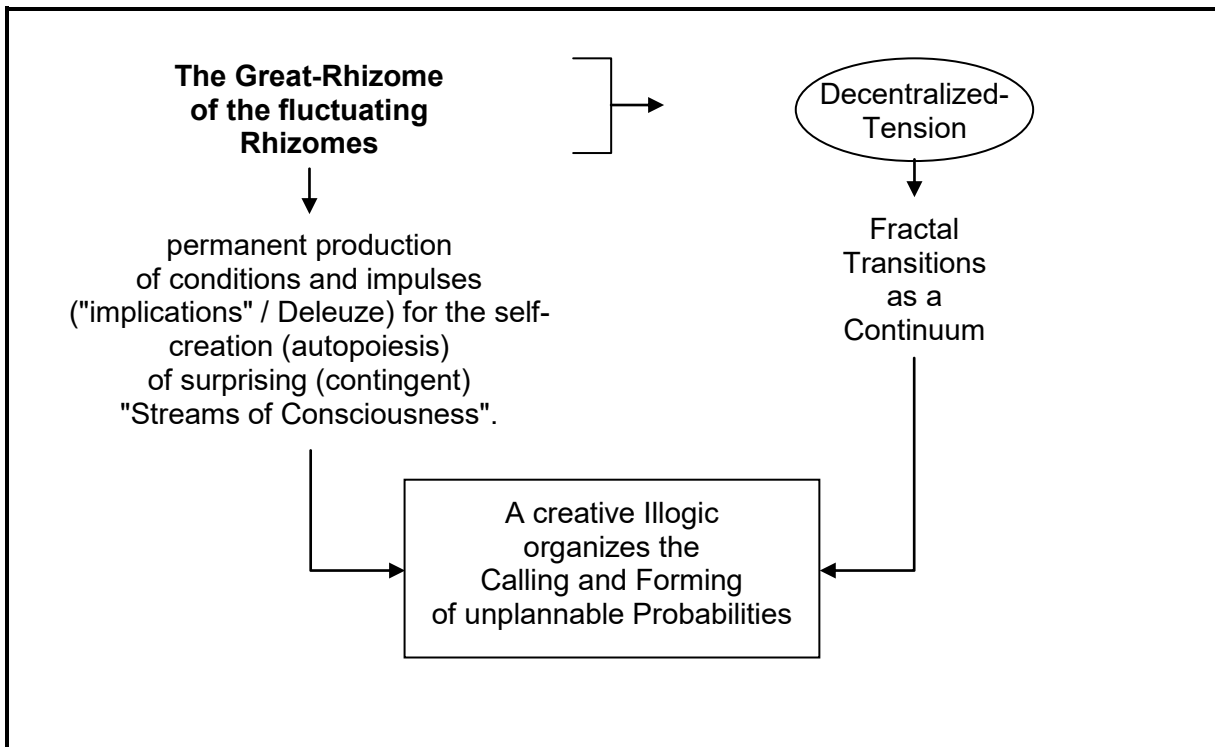 The Great-Rhizome
of the fluctuating
Rhizomes
Decentralized-
Tension
permanent production
of conditions and impulses
("implications" / Deleuze) for the self-
creation (autopoiesis)
of surprising (contingent)
"Streams of Consciousness".
Fractal
Transitions
as a
Continuum
A creative Illogic
organizes the
Calling and Forming
of unplannable Probabilities